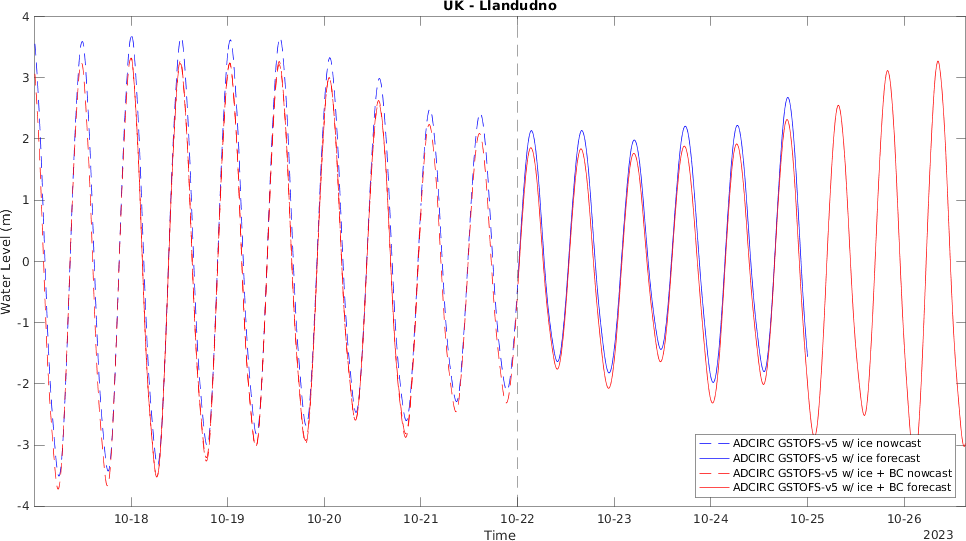 UK - Llandudno
4
3
2
1
0
-1
-2
-3
-4
Water Level (m)
10-18 10-19 10-20 10-21 10-22 10-23 10-24 10-25 10-26
Time
2023
ADCIRC GSTOFS-v5 w/ ice nowcast
ADCIRC GSTOFS-v5 w/ ice forecast
ADCIRC GSTOFS-v5 w/ ice + BC nowcast
ADCIRC GSTOFS-v5 w/ ice + BC forecast